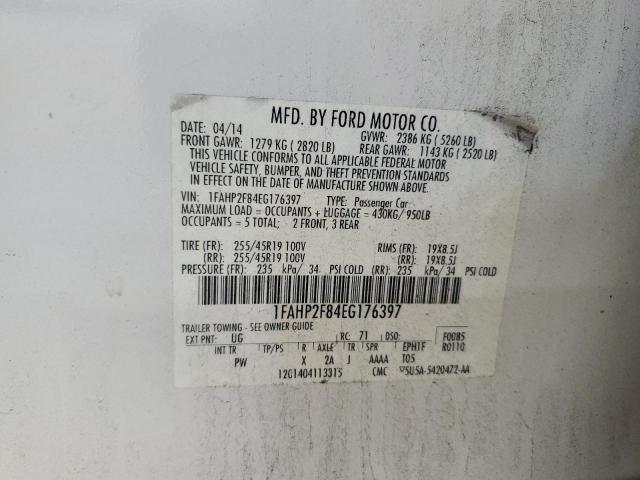 MFD. BY FORD MOTOR CO.
DATE: 04/14 GVWR: 2386 KG ( 5260 LB)
FRONT GAWR: 1279 KG ( 2820 LB) REAR GAWR: 1143 KG ( 2520 LB)
THIS VEHICLE CONFORMS TO ALL APPLICABLE FEDERAL MOTOR
VEHICLE SAFETY, BUMPER, AND THEFT PREVENTION STANDARDS
IN EFFECT ON THE DATE OF MANUFACTURE SHOWN ABOVE.
VIN: 1FAHP2F84EG176397 TYPE: Passenger Car
MAXIMUM LOAD = OCCUPANTS + LUGGAGE = 430KG/ 950LB
OCCUPANTS = 5 TOTAL; 2 FRONT, 3 REAR
TIRE (FR): 255/45R19 100V RIMS (FR): 19X8.5J
(RR): 255/45R19 100V (RR): 19X8.5J
PRESSURE (FR): 235 kPa/ 34 PSI COLD (RR): 235 kPa/ 34 PSI COLD
1FAHP2F84EG176397
TRAILER TOWING - SEE OWNER GUIDE
EXT PNT: UG RC: 71 DSO: F0085
INT TR TP/PS R AXLE TR SPR EPHTF R0110
PW X 2A J AAAA T05
CMC